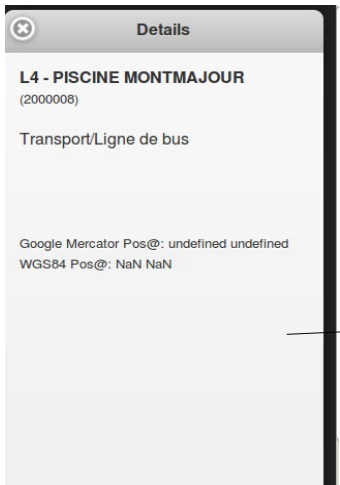 Details
L4 - PISCINE MONTMAJOUR
(2000008)
Transport/Ligne de bus
Google Mercator Pos@: undefined undefined
WGS84 Pos@: NaN NaN